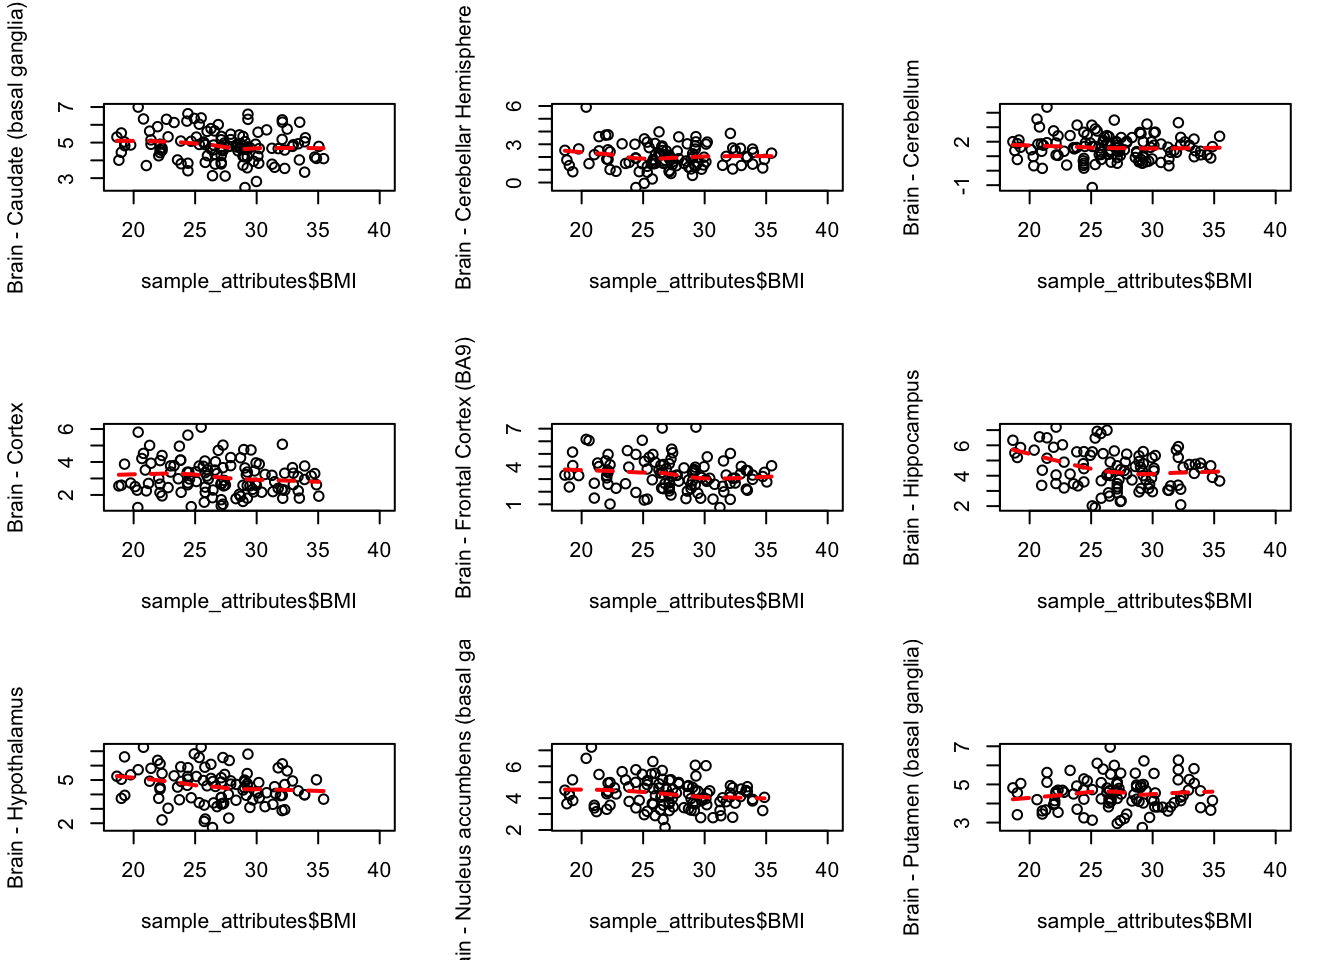 Brain - Caudate (basal ganglia)
7
5
3
20 25 30 35 40
sample_attributes$BMI
Brain - Cerebellar Hemisphere
6
3
0
20 25 30 35 40
sample_attributes$BMI
Brain - Cerebellum
2
-1
20 25 30 35 40
sample_attributes$BMI
Brain - Cortex
6
4
2
20 25 30 35 40
sample_attributes$BMI
Brain - Frontal Cortex (BA9)
7
4
1
20 25 30 35 40
sample_attributes$BMI
Brain - Hippocampus
6
4
2
20 25 30 35 40
sample_attributes$BMI
Brain - Hypothalamus
5
2
20 25 30 35 40
sample_attributes$BMI
ain - Nucleus accumbens (basal ga
6
4
2
20 25 30 35 40
sample_attributes$BMI
Brain - Putamen (basal ganglia)
7
5
3
20 25 30 35 40
sample_attributes$BMI